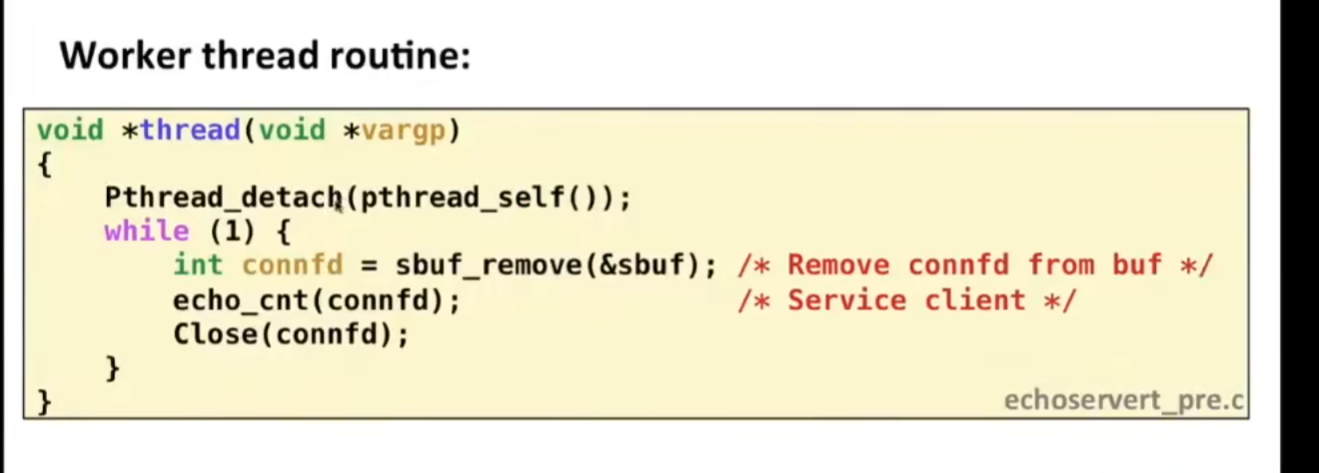 Worker thread routine:
void *thread(void *vargp)
{
    Pthread_detach(pthread_self());
    while (1) {
        int connfd = sbuf_remove(&sbuf); /* Remove connfd from buf */
        echo_cnt(connfd);                /* Service client */
        Close(connfd);
    }
}
echoservert_pre.c